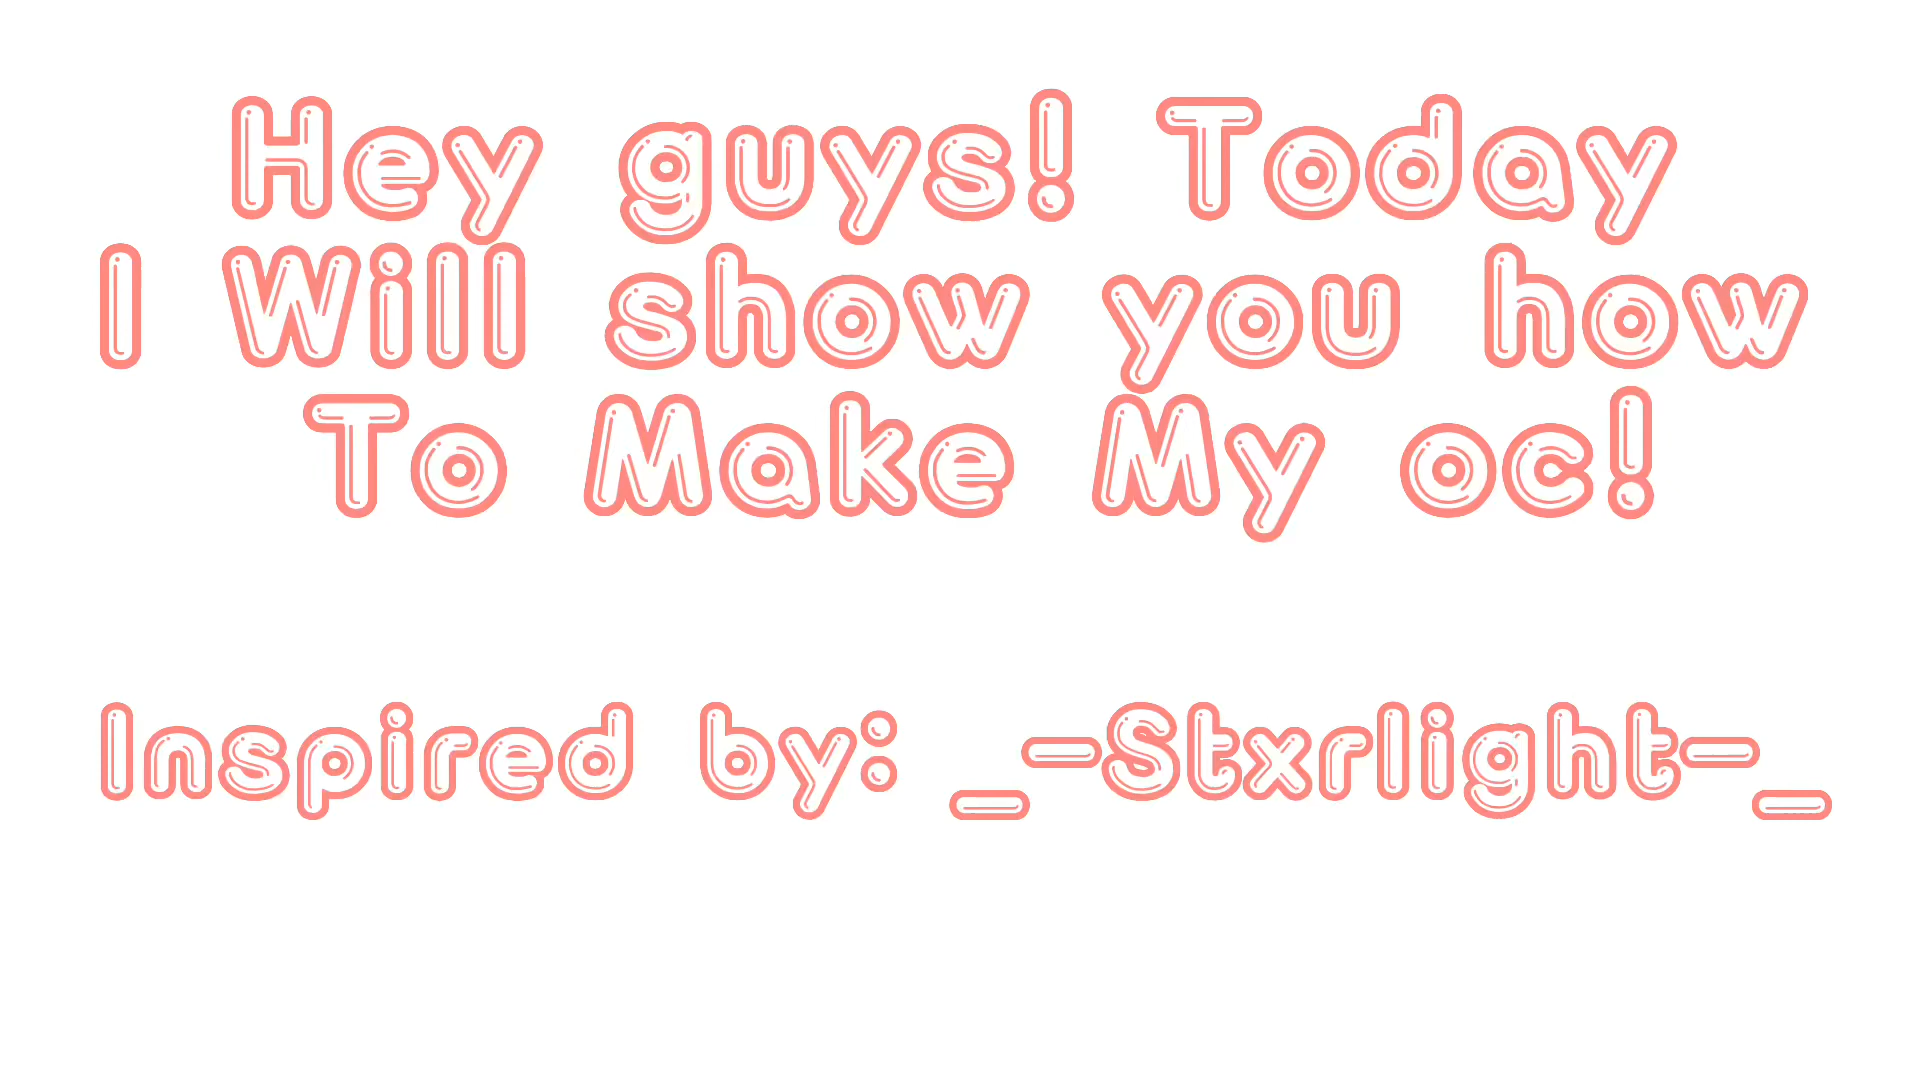 Hey guys! Today
I Will show you how
To Make My oc!
Inspired by: _-Stxrlight-_